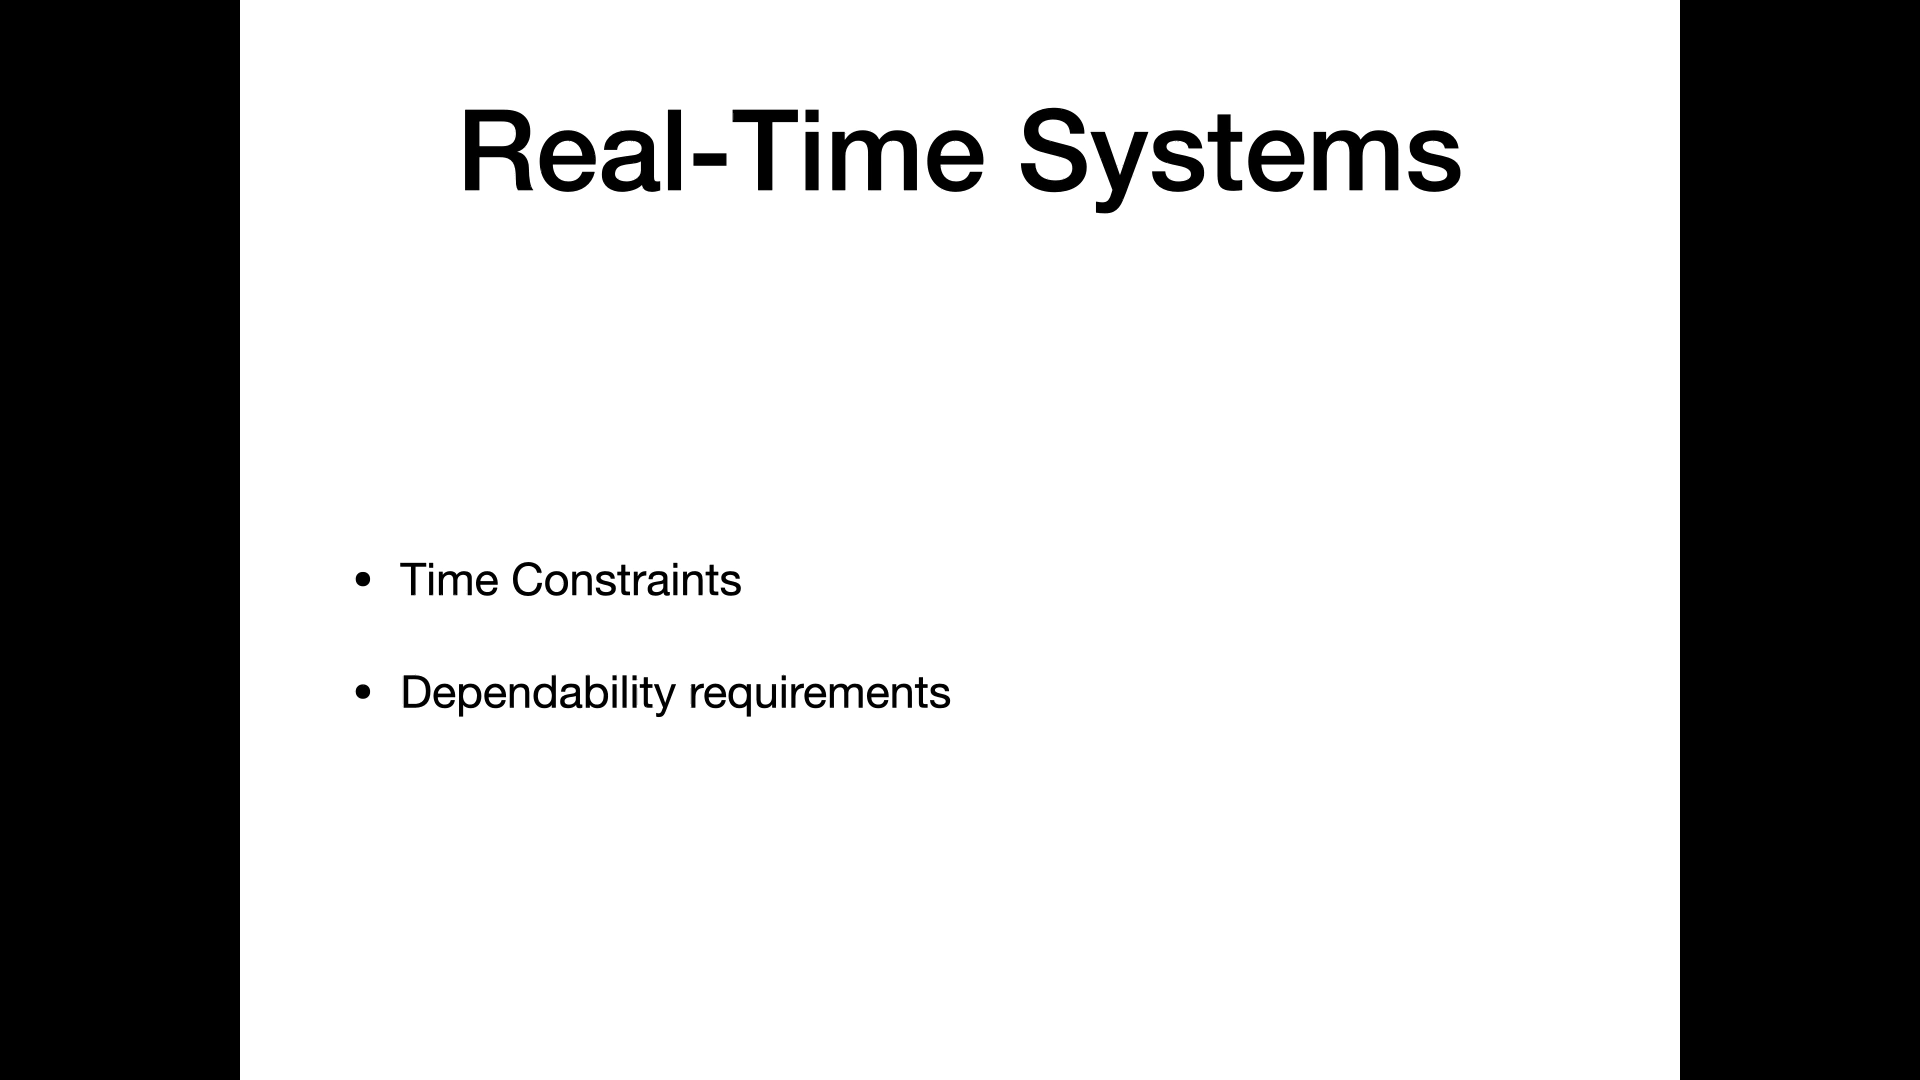 Real-Time Systems
• Time Constraints
• Dependability requirements